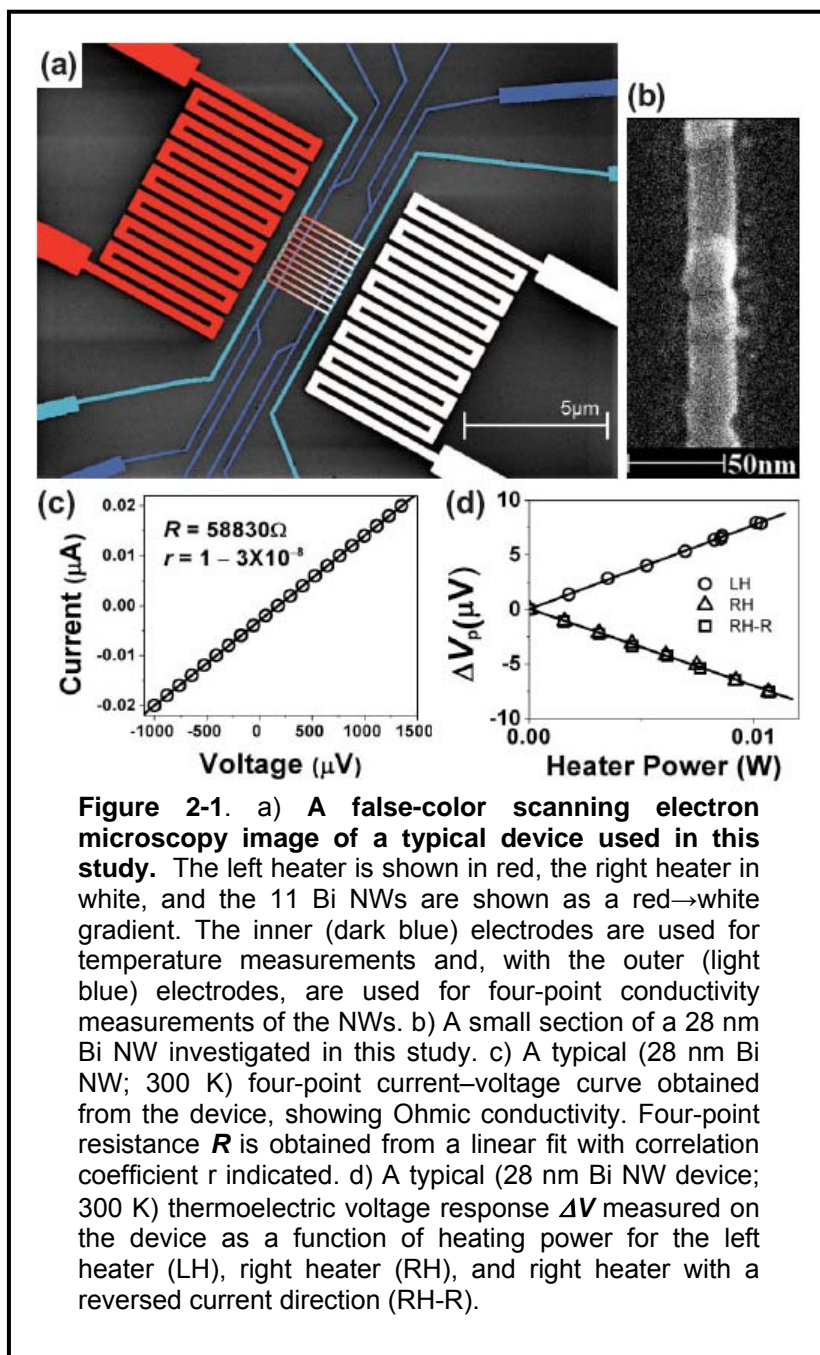 (a)
5µm
(b)
50nm
(c)
R = 58830Ω
r = 1 – 3X10⁻⁸
0.02
0.01
0.00
-0.01
-0.02
Current (µA)
-1000 -500 0 500 1000 1500
Voltage (µV)
(d)
10
5
0
-5
-10
ΔVₚ(µV)
LH
RH
RH-R
0.00 0.01
Heater Power (W)
Figure 2-1. a) A false-color scanning electron
microscopy image of a typical device used in this
study. The left heater is shown in red, the right heater in
white, and the 11 Bi NWs are shown as a red→white
gradient. The inner (dark blue) electrodes are used for
temperature measurements and, with the outer (light
blue) electrodes, are used for four-point conductivity
measurements of the NWs. b) A small section of a 28 nm
Bi NW investigated in this study. c) A typical (28 nm Bi
NW; 300 K) four-point current–voltage curve obtained
from the device, showing Ohmic conductivity. Four-point
resistance R is obtained from a linear fit with correlation
coefficient r indicated. d) A typical (28 nm Bi NW device;
300 K) thermoelectric voltage response ΔV measured on
the device as a function of heating power for the left
heater (LH), right heater (RH), and right heater with a
reversed current direction (RH-R).